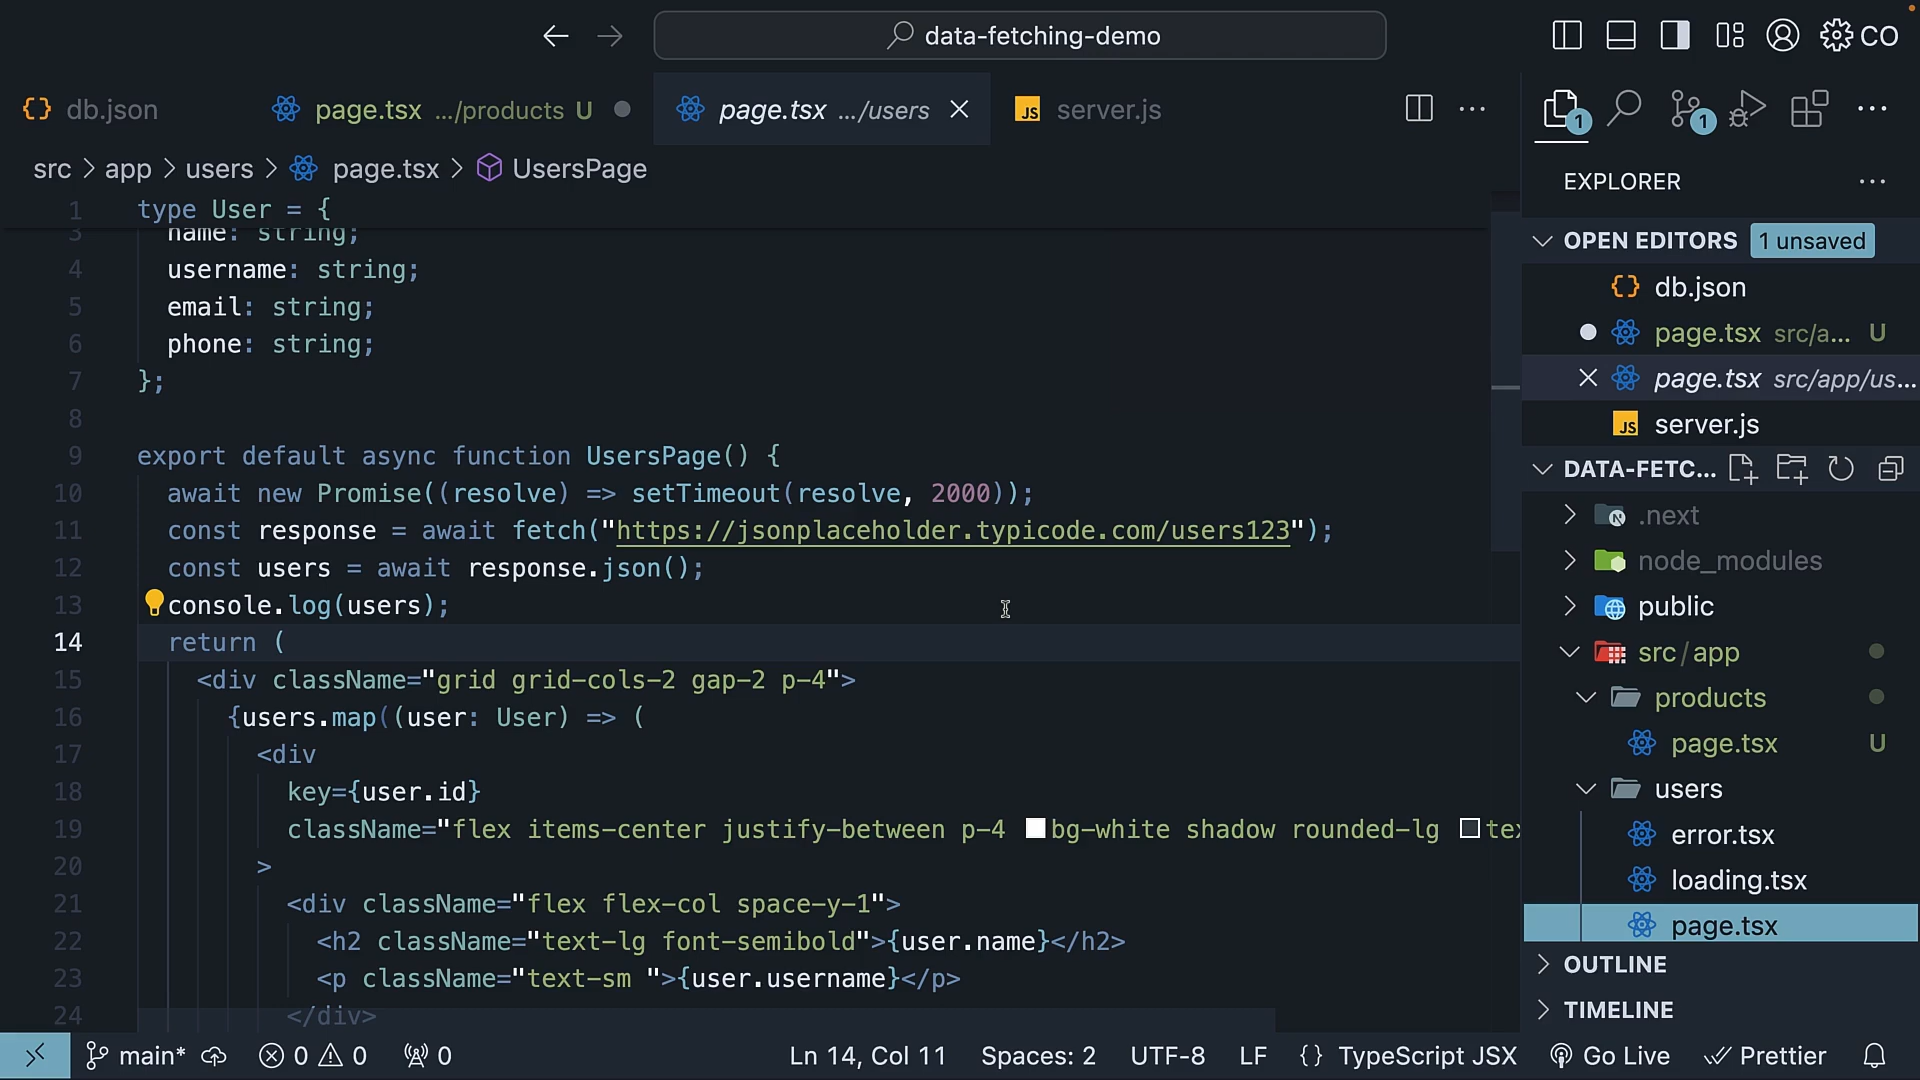 data-fetching-demo
CO
db.json
page.tsx .../products U
page.tsx .../users
JS server.js
src > app > users > page.tsx > UsersPage
EXPLORER
1 type User = {
3 name: string;
4 username: string;
5 email: string;
6 phone: string;
7 };
8
9 export default async function UsersPage() {
10 await new Promise((resolve) => setTimeout(resolve, 2000));
11 const response = await fetch("https://jsonplaceholder.typicode.com/users123");
12 const users = await response.json();
13 console.log(users);
14 return (
15 <div className="grid grid-cols-2 gap-2 p-4">
16 {users.map((user: User) => (
17 <div
18 key={user.id}
19 className="flex items-center justify-between p-4 bg-white shadow rounded-lg tex
20 >
21 <div className="flex flex-col space-y-1">
22 <h2 className="text-lg font-semibold">{user.name}</h2>
23 <p className="text-sm ">{user.username}</p>
24 </div>
1
1
OPEN EDITORS 1 unsaved
{} db.json
page.tsx src/a... U
page.tsx src/app/us...
JS server.js
DATA-FETC...
.next
node_modules
public
src/app
products
page.tsx U
users
error.tsx
loading.tsx
page.tsx
OUTLINE
TIMELINE
main* 0 0 0 Ln 14, Col 11 Spaces: 2 UTF-8 LF {} TypeScript JSX Go Live Prettier